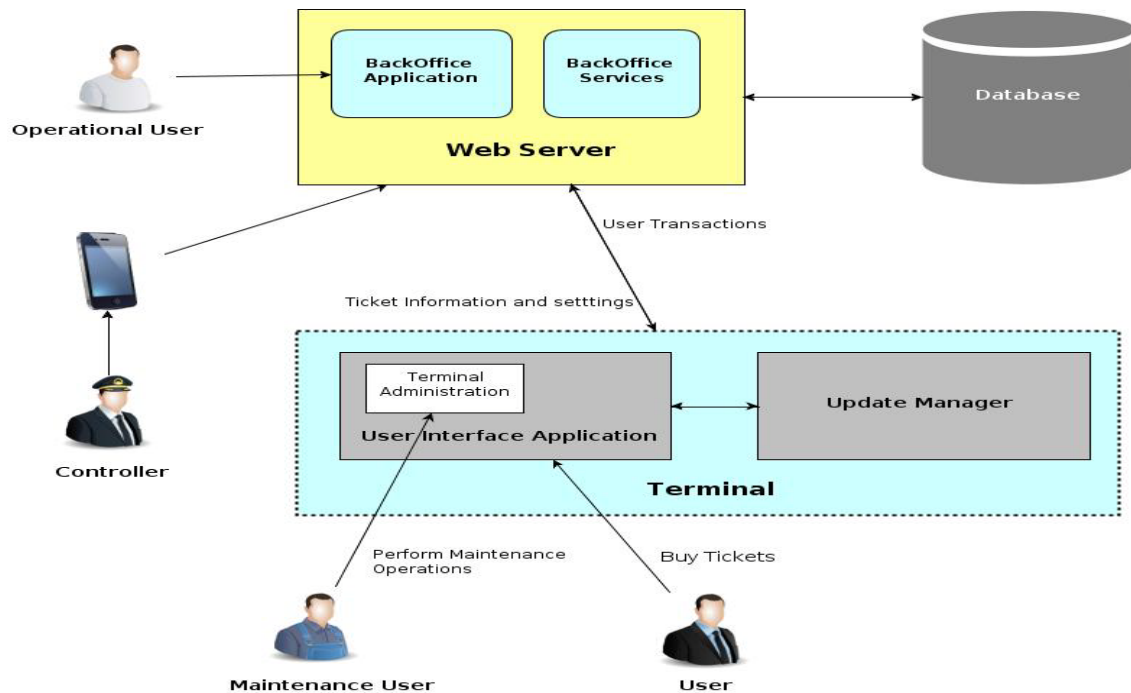 BackOffice
Application
BackOffice
Services
Database
Operational User
Web Server
User Transactions
Ticket Information and setttings
Terminal
Administration
User Interface Application
Update Manager
Controller
Terminal
Perform Maintenance
Operations
Buy Tickets
Maintenance User
User